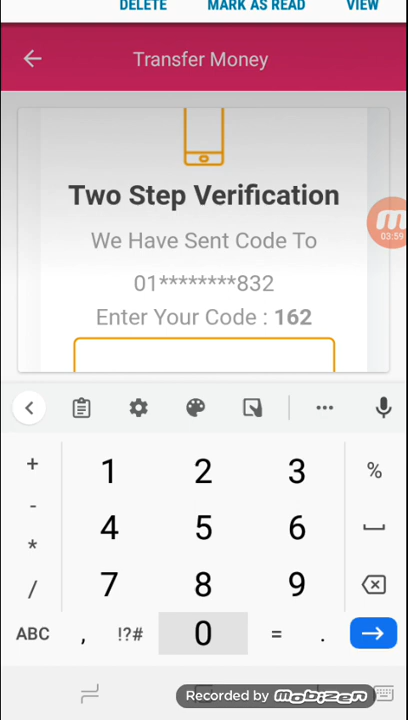 DELETE MARK AS READ VIEW
Transfer Money
Two Step Verification
We Have Sent Code To
03:59
01********832
Enter Your Code : 162
+ 1 2 3 %
- 4 5 6
*
/ 7 8 9
ABC , !?# 0 = .
Recorded by mobizen